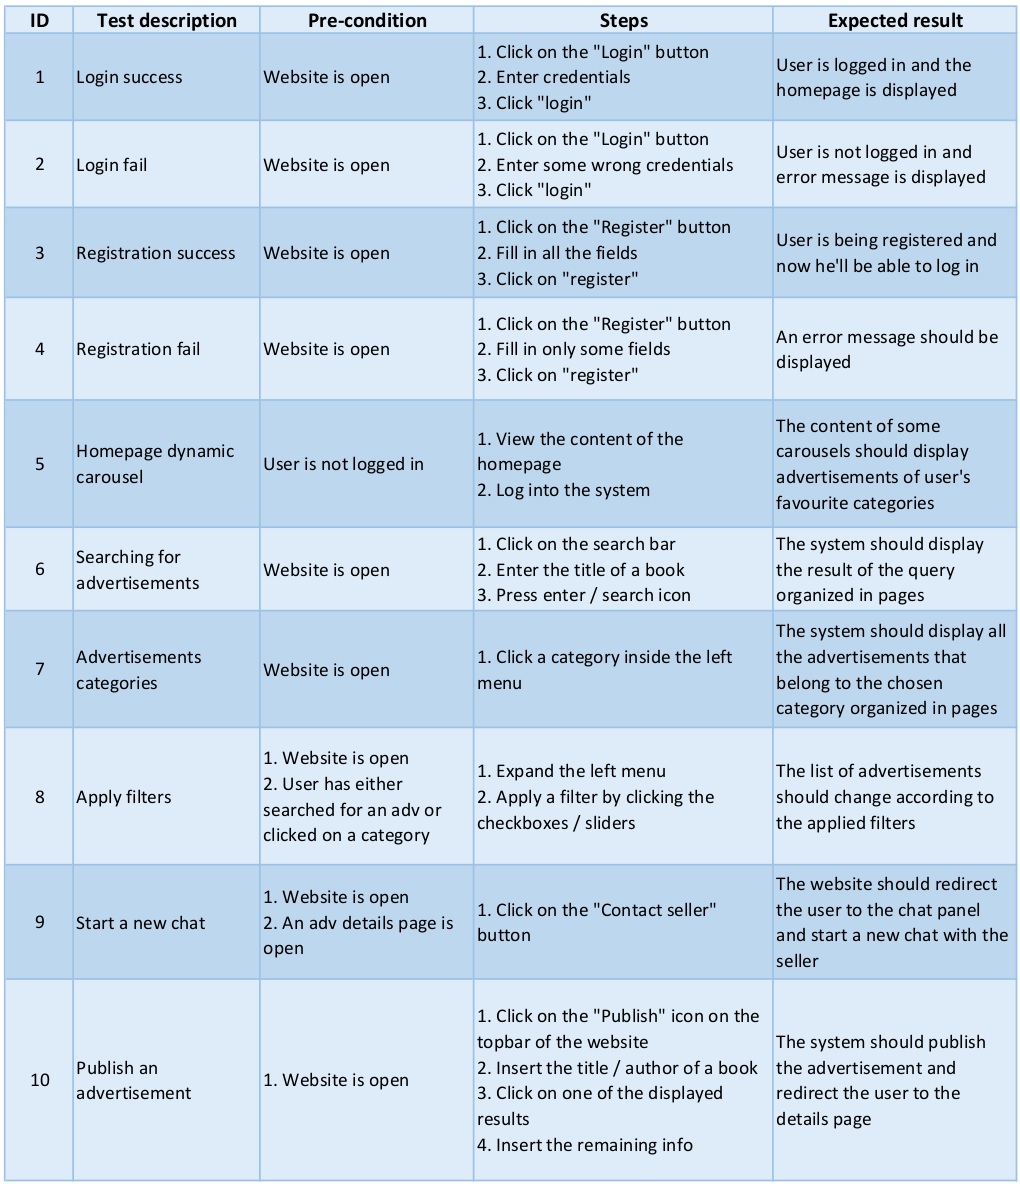 ID Test description Pre-condition Steps Expected result
1
Login success
Website is open
1. Click on the "Login" button
2. Enter credentials
3. Click "login"
User is logged in and the
homepage is displayed
2
Login fail
Website is open
1. Click on the "Login" button
2. Enter some wrong credentials
3. Click "login"
User is not logged in and
error message is displayed
3
Registration success
Website is open
1. Click on the "Register" button
2. Fill in all the fields
3. Click on "register"
User is being registered and
now he'll be able to log in
4
Registration fail
Website is open
1. Click on the "Register" button
2. Fill in only some fields
3. Click on "register"
An error message should be
displayed
5
Homepage dynamic
carousel
User is not logged in
1. View the content of the
homepage
2. Log into the system
The content of some
carousels should display
advertisements of user's
favourite categories
6
Searching for
advertisements
Website is open
1. Click on the search bar
2. Enter the title of a book
3. Press enter / search icon
The system should display
the result of the query
organized in pages
7
Advertisements
categories
Website is open
1. Click a category inside the left
menu
The system should display all
the advertisements that
belong to the chosen
category organized in pages
8
Apply filters
1. Website is open
2. User has either
searched for an adv or
clicked on a category
1. Expand the left menu
2. Apply a filter by clicking the
checkboxes / sliders
The list of advertisements
should change according to
the applied filters
9
Start a new chat
1. Website is open
2. An adv details page is
open
1. Click on the "Contact seller"
button
The website should redirect
the user to the chat panel
and start a new chat with the
seller
10
Publish an
advertisement
1. Website is open
1. Click on the "Publish" icon on the
topbar of the website
2. Insert the title / author of a book
3. Click on one of the displayed
results
4. Insert the remaining info
The system should publish
the advertisement and
redirect the user to the
details page